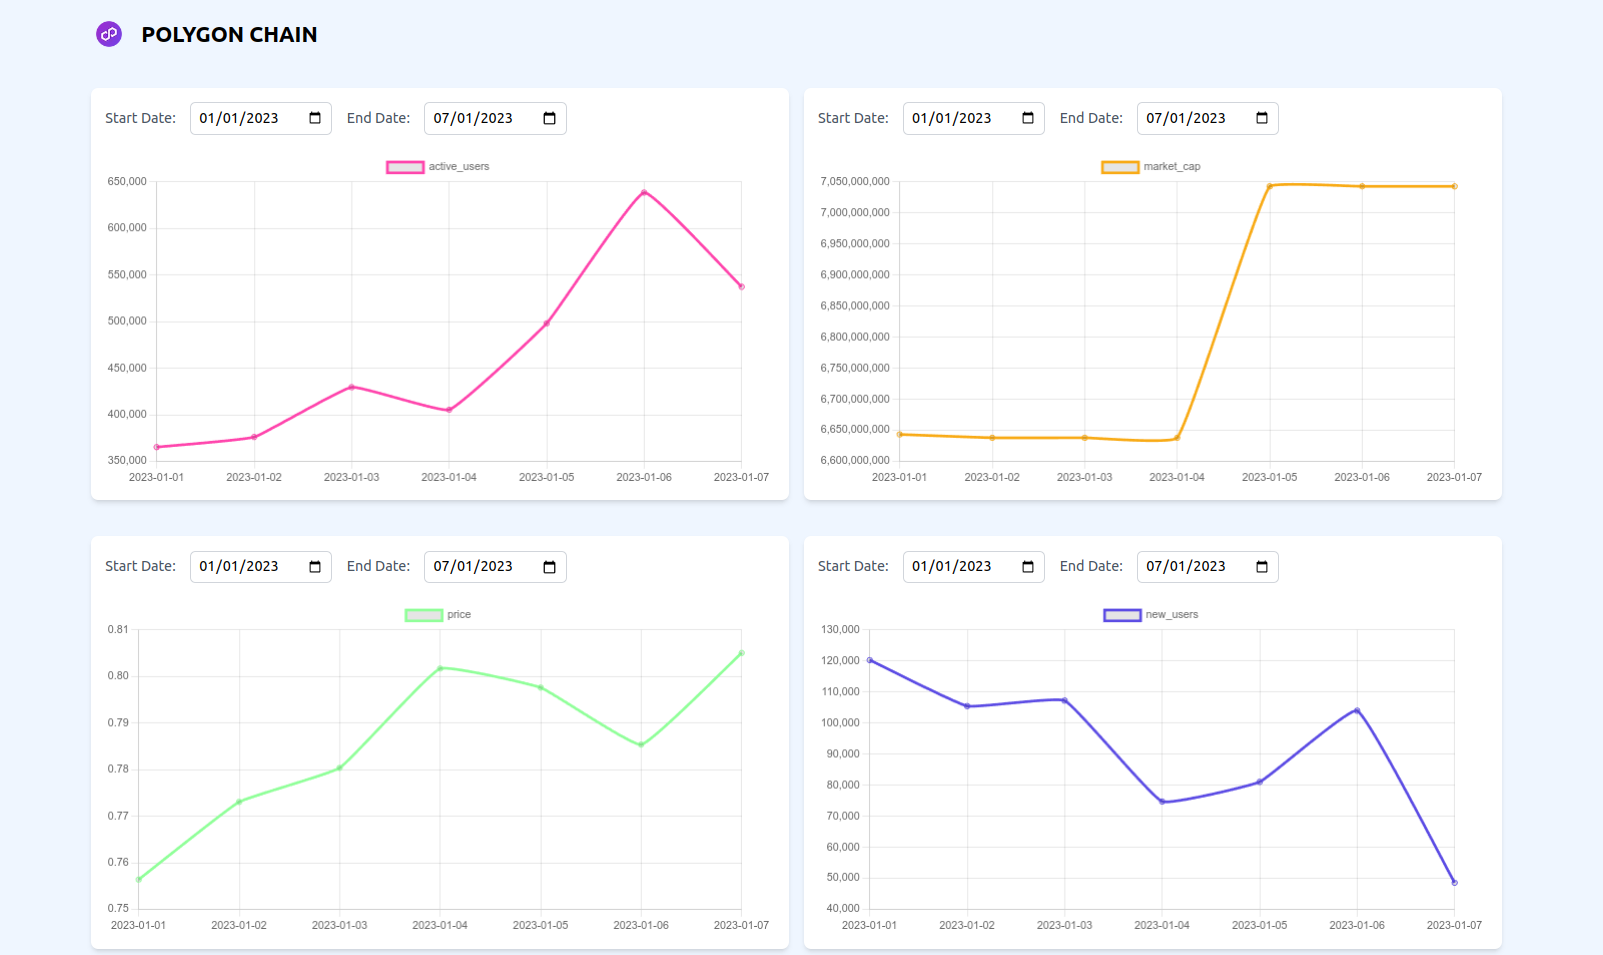 POLYGON CHAIN
Start Date: 01/01/2023 End Date: 07/01/2023
active_users
650,000
600,000
550,000
500,000
450,000
400,000
350,000
2023-01-01 2023-01-02 2023-01-03 2023-01-04 2023-01-05 2023-01-06 2023-01-07
Start Date: 01/01/2023 End Date: 07/01/2023
market_cap
7,050,000,000
7,000,000,000
6,950,000,000
6,900,000,000
6,850,000,000
6,800,000,000
6,750,000,000
6,700,000,000
6,650,000,000
6,600,000,000
2023-01-01 2023-01-02 2023-01-03 2023-01-04 2023-01-05 2023-01-06 2023-01-07
Start Date: 01/01/2023 End Date: 07/01/2023
price
0.81
0.80
0.79
0.78
0.77
0.76
0.75
2023-01-01 2023-01-02 2023-01-03 2023-01-04 2023-01-05 2023-01-06 2023-01-07
Start Date: 01/01/2023 End Date: 07/01/2023
new_users
130,000
120,000
110,000
100,000
90,000
80,000
70,000
60,000
50,000
40,000
2023-01-01 2023-01-02 2023-01-03 2023-01-04 2023-01-05 2023-01-06 2023-01-07